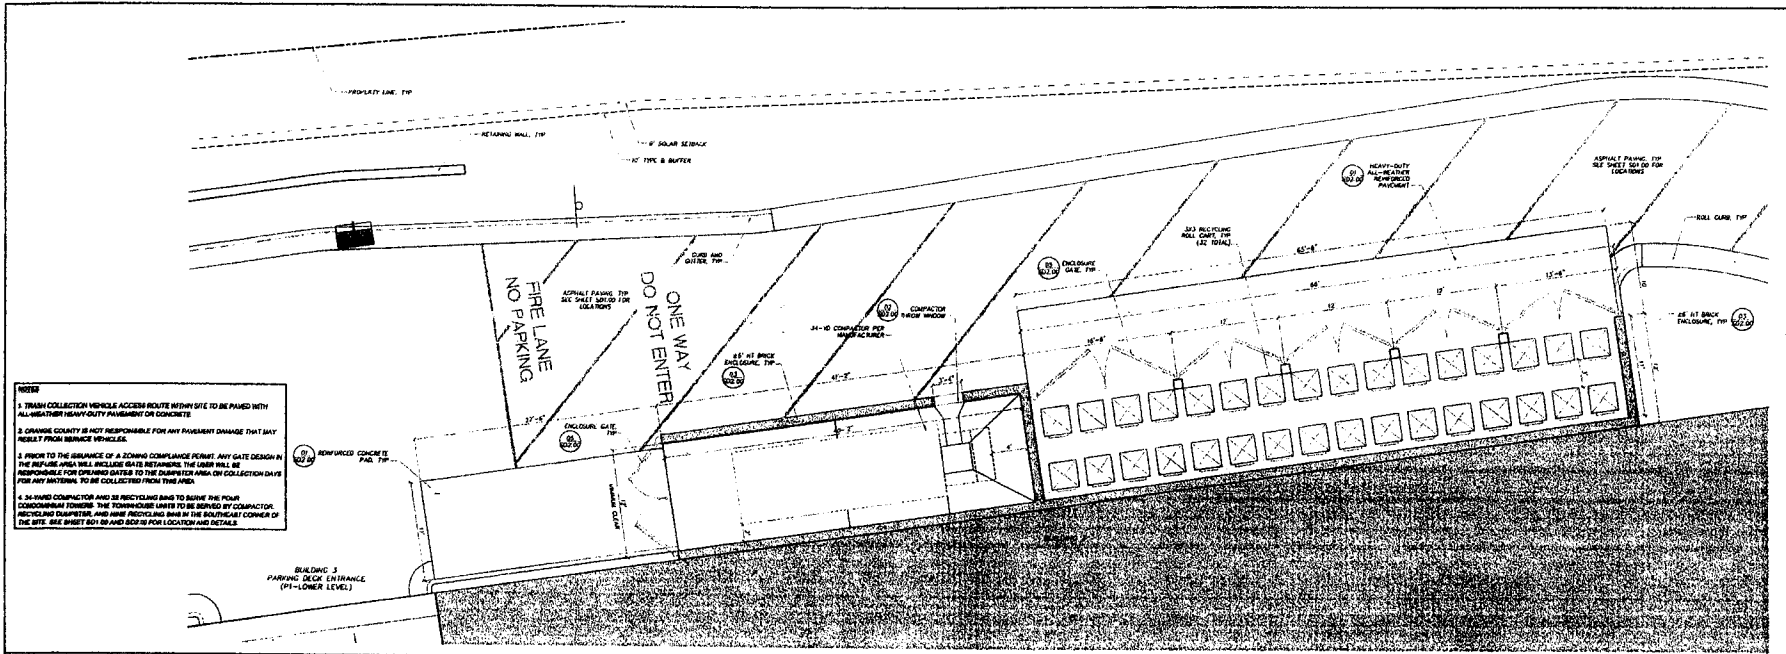 PROPERTY LINE, TYP
RETAINING WALL, TYP
SOLAR SETBACK
10' TYPE B BUFFER
CURB AND
GUTTER, TYP
ASPHALT PAVING, TYP
SEE SHEET SD1.00 FOR
LOCATIONS
FIRE LANE
NO PARKING
ONE WAY
DO NOT ENTER
34-YD COMPACTOR PER
MANUFACTURER
COMPACTOR
THROW WINDOW
HT BRICK
ENCLOSURE, TYP
ENCLOSURE
GATE, TYP
3X3 RECYCLING
ROLL CART, TYP
(32 TOTAL)
HEAVY-DUTY
ALL-WEATHER
REINFORCED
PAVEMENT
ASPHALT PAVING, TYP
SEE SHEET SD1.00 FOR
LOCATIONS
ROLL CURB, TYP
HT BRICK
ENCLOSURE, TYP
ENCLOSURE GATE,
TYP
REINFORCED CONCRETE
PAD, TYP
65'-8"
66'
12'
12'
12'
BUILDING 3
PARKING DECK ENTRANCE
(P1-LOWER LEVEL)
NOTES
1. TRASH COLLECTION VEHICLE ACCESS ROUTE WITHIN SITE TO BE PAVED WITH
ALL-WEATHER HEAVY-DUTY PAVEMENT OR CONCRETE
2. ORANGE COUNTY IS NOT RESPONSIBLE FOR ANY PAVEMENT DAMAGE THAT MAY
RESULT FROM SERVICE VEHICLES.
3. PRIOR TO THE ISSUANCE OF A ZONING COMPLIANCE PERMIT, ANY GATE DESIGN IN
THE REFUSE AREA WILL INCLUDE GATE RETAINERS. THE USER WILL BE
RESPONSIBLE FOR OPENING GATES TO THE DUMPSTER AREA ON COLLECTION DAYS
FOR ANY MATERIAL TO BE COLLECTED FROM THIS AREA
4. 34-YARD COMPACTOR AND 32 RECYCLING BINS TO SERVE THE FOUR
CONDOMINIUM TOWERS. THE TOWNHOUSE UNITS TO BE SERVED BY COMPACTOR,
RECYCLING DUMPSTER, AND NINE RECYCLING BINS IN THE SOUTHEAST CORNER OF
THE SITE. SEE SHEET SD1.00 AND SD2.10 FOR LOCATION AND DETAILS.